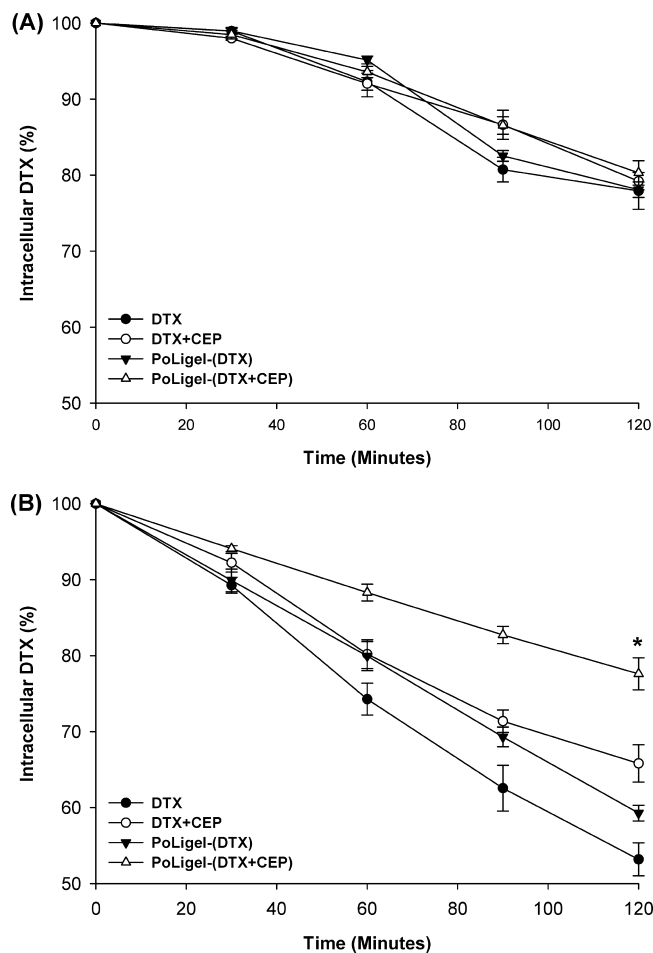 (A)
100
90
80
70
60
50
Intracellular DTX (%)
DTX
DTX+CEP
PoLigel-(DTX)
PoLigel-(DTX+CEP)
0 20 40 60 80 100 120
Time (Minutes)
(B)
100
90
80
70
60
50
Intracellular DTX (%)
*
DTX
DTX+CEP
PoLigel-(DTX)
PoLigel-(DTX+CEP)
0 20 40 60 80 100 120
Time (Minutes)